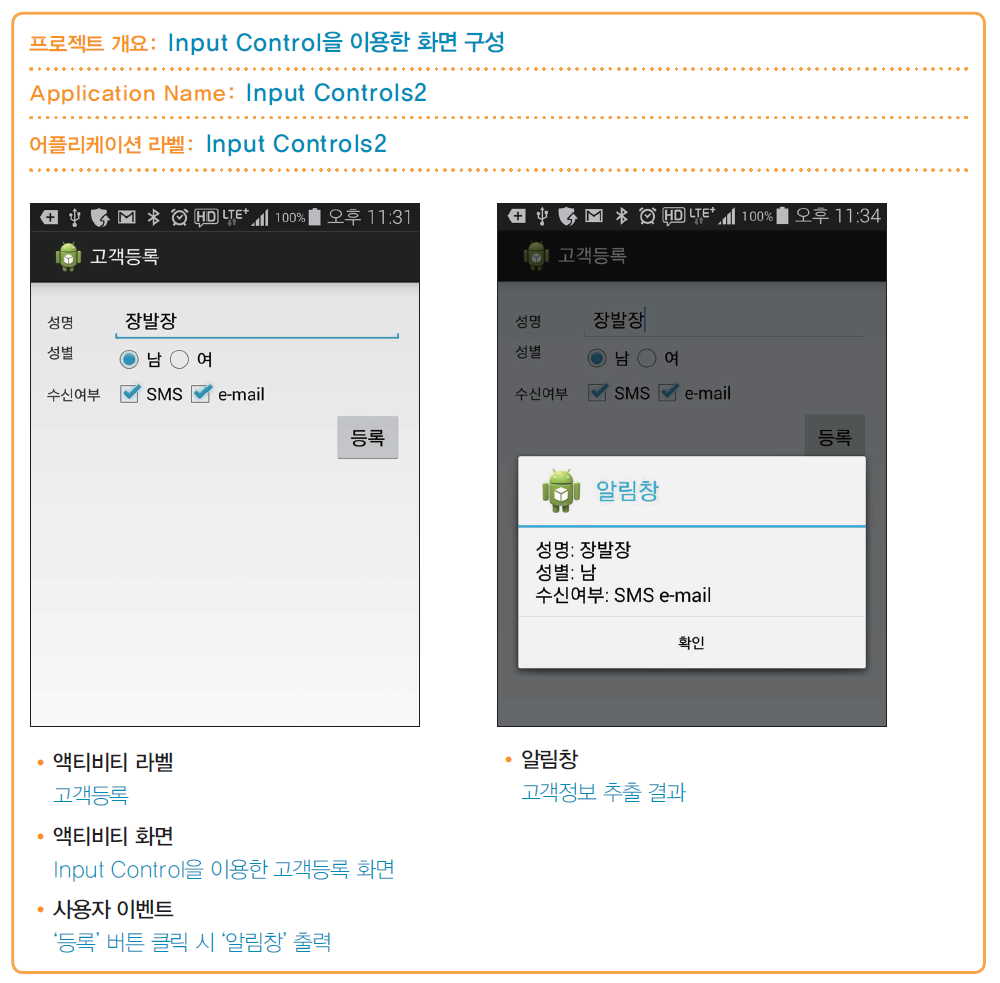 프로젝트 개요: Input Control을 이용한 화면 구성
Application Name: Input Controls2
어플리케이션 라벨: Input Controls2
HD LTE+ 100% 오후 11:31
고객등록
성명 장발장
성별 남 여
수신여부 SMS e-mail
등록
HD LTE+ 100% 오후 11:34
고객등록
성명 장발장
성별 남 여
수신여부 SMS e-mail
등록
알림창
성명: 장발장
성별: 남
수신여부: SMS e-mail
확인
• 액티비티 라벨
고객등록
• 액티비티 화면
Input Control을 이용한 고객등록 화면
• 사용자 이벤트
‘등록’ 버튼 클릭 시 ‘알림창’ 출력
• 알림창
고객정보 추출 결과